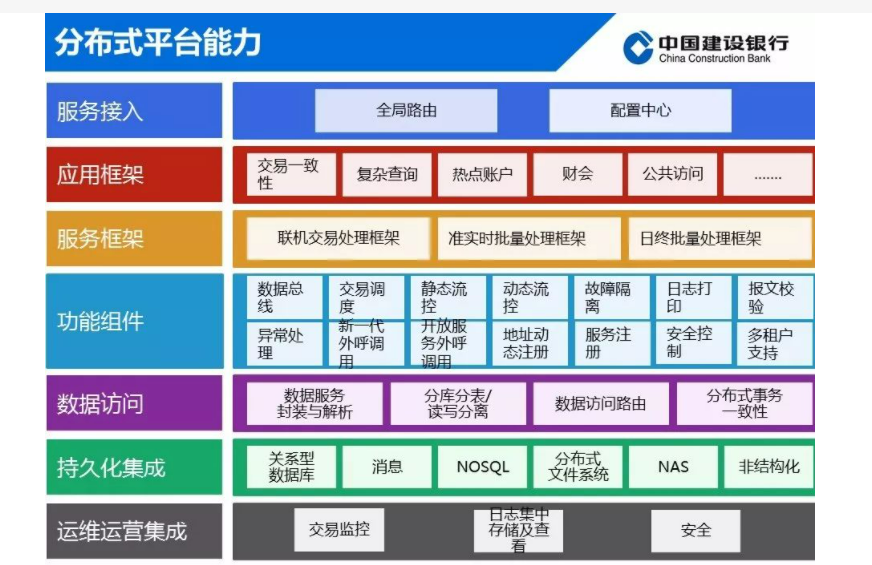 分布式平台能力
中国建设银行
China Construction Bank
服务接入
全局路由
配置中心
应用框架
交易一致
性
复杂查询
热点账户
财会
公共访问
.......
服务框架
联机交易处理框架
准实时批量处理框架
日终批量处理框架
功能组件
数据总
线
交易调
度
静态流
控
动态流
控
故障隔
离
日志打
印
报文校
验
异常处
理
新一代
外呼调
用
开放服
务外呼
调用
地址动
态注册
服务注
册
安全控
制
多租户
支持
数据访问
数据服务
封装与解析
分库分表/
读写分离
数据访问路由
分布式事务
一致性
持久化集成
关系型
数据库
消息
NOSQL
分布式
文件系统
NAS
非结构化
运维运营集成
交易监控
日志集中
存储及查
看
安全